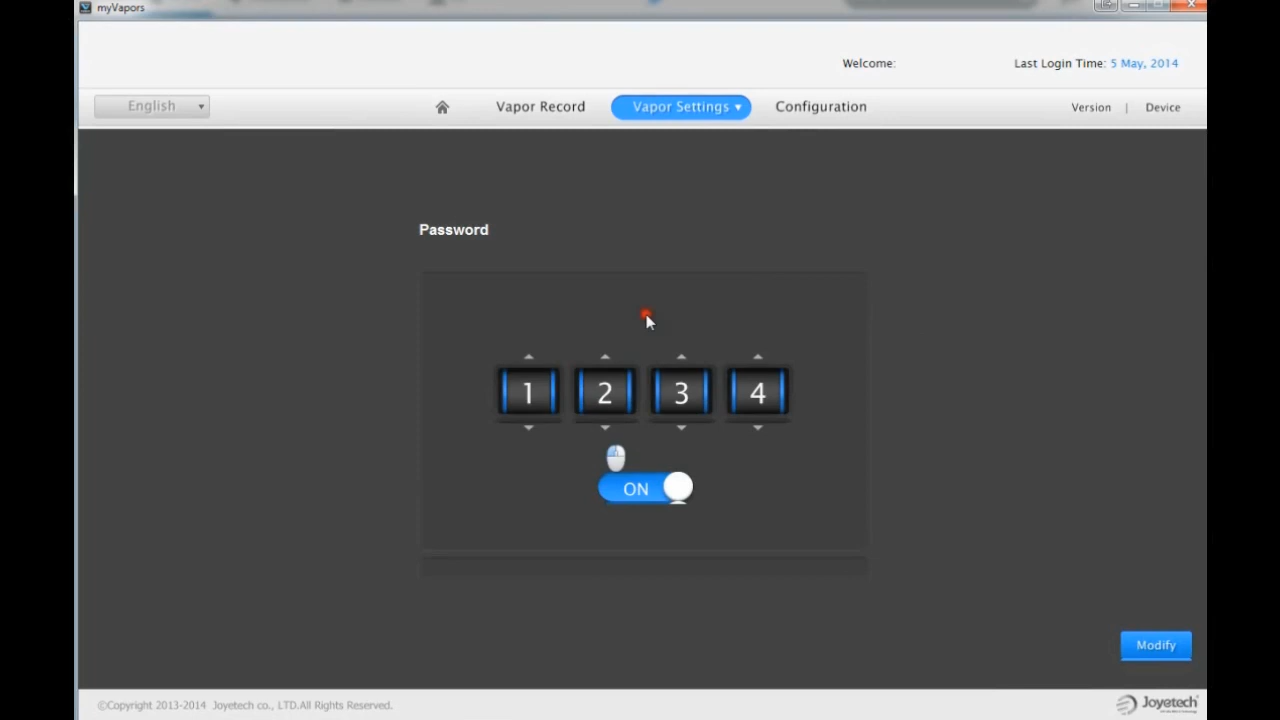 myVapors
Welcome:
Last Login Time: 5 May, 2014
English
Vapor Record
Vapor Settings
Configuration
Version | Device
Password
1 2 3 4
ON
Modify
©Copyright 2013-2014 Joyetech co., LTD.All Rights Reserved.
Joyetech